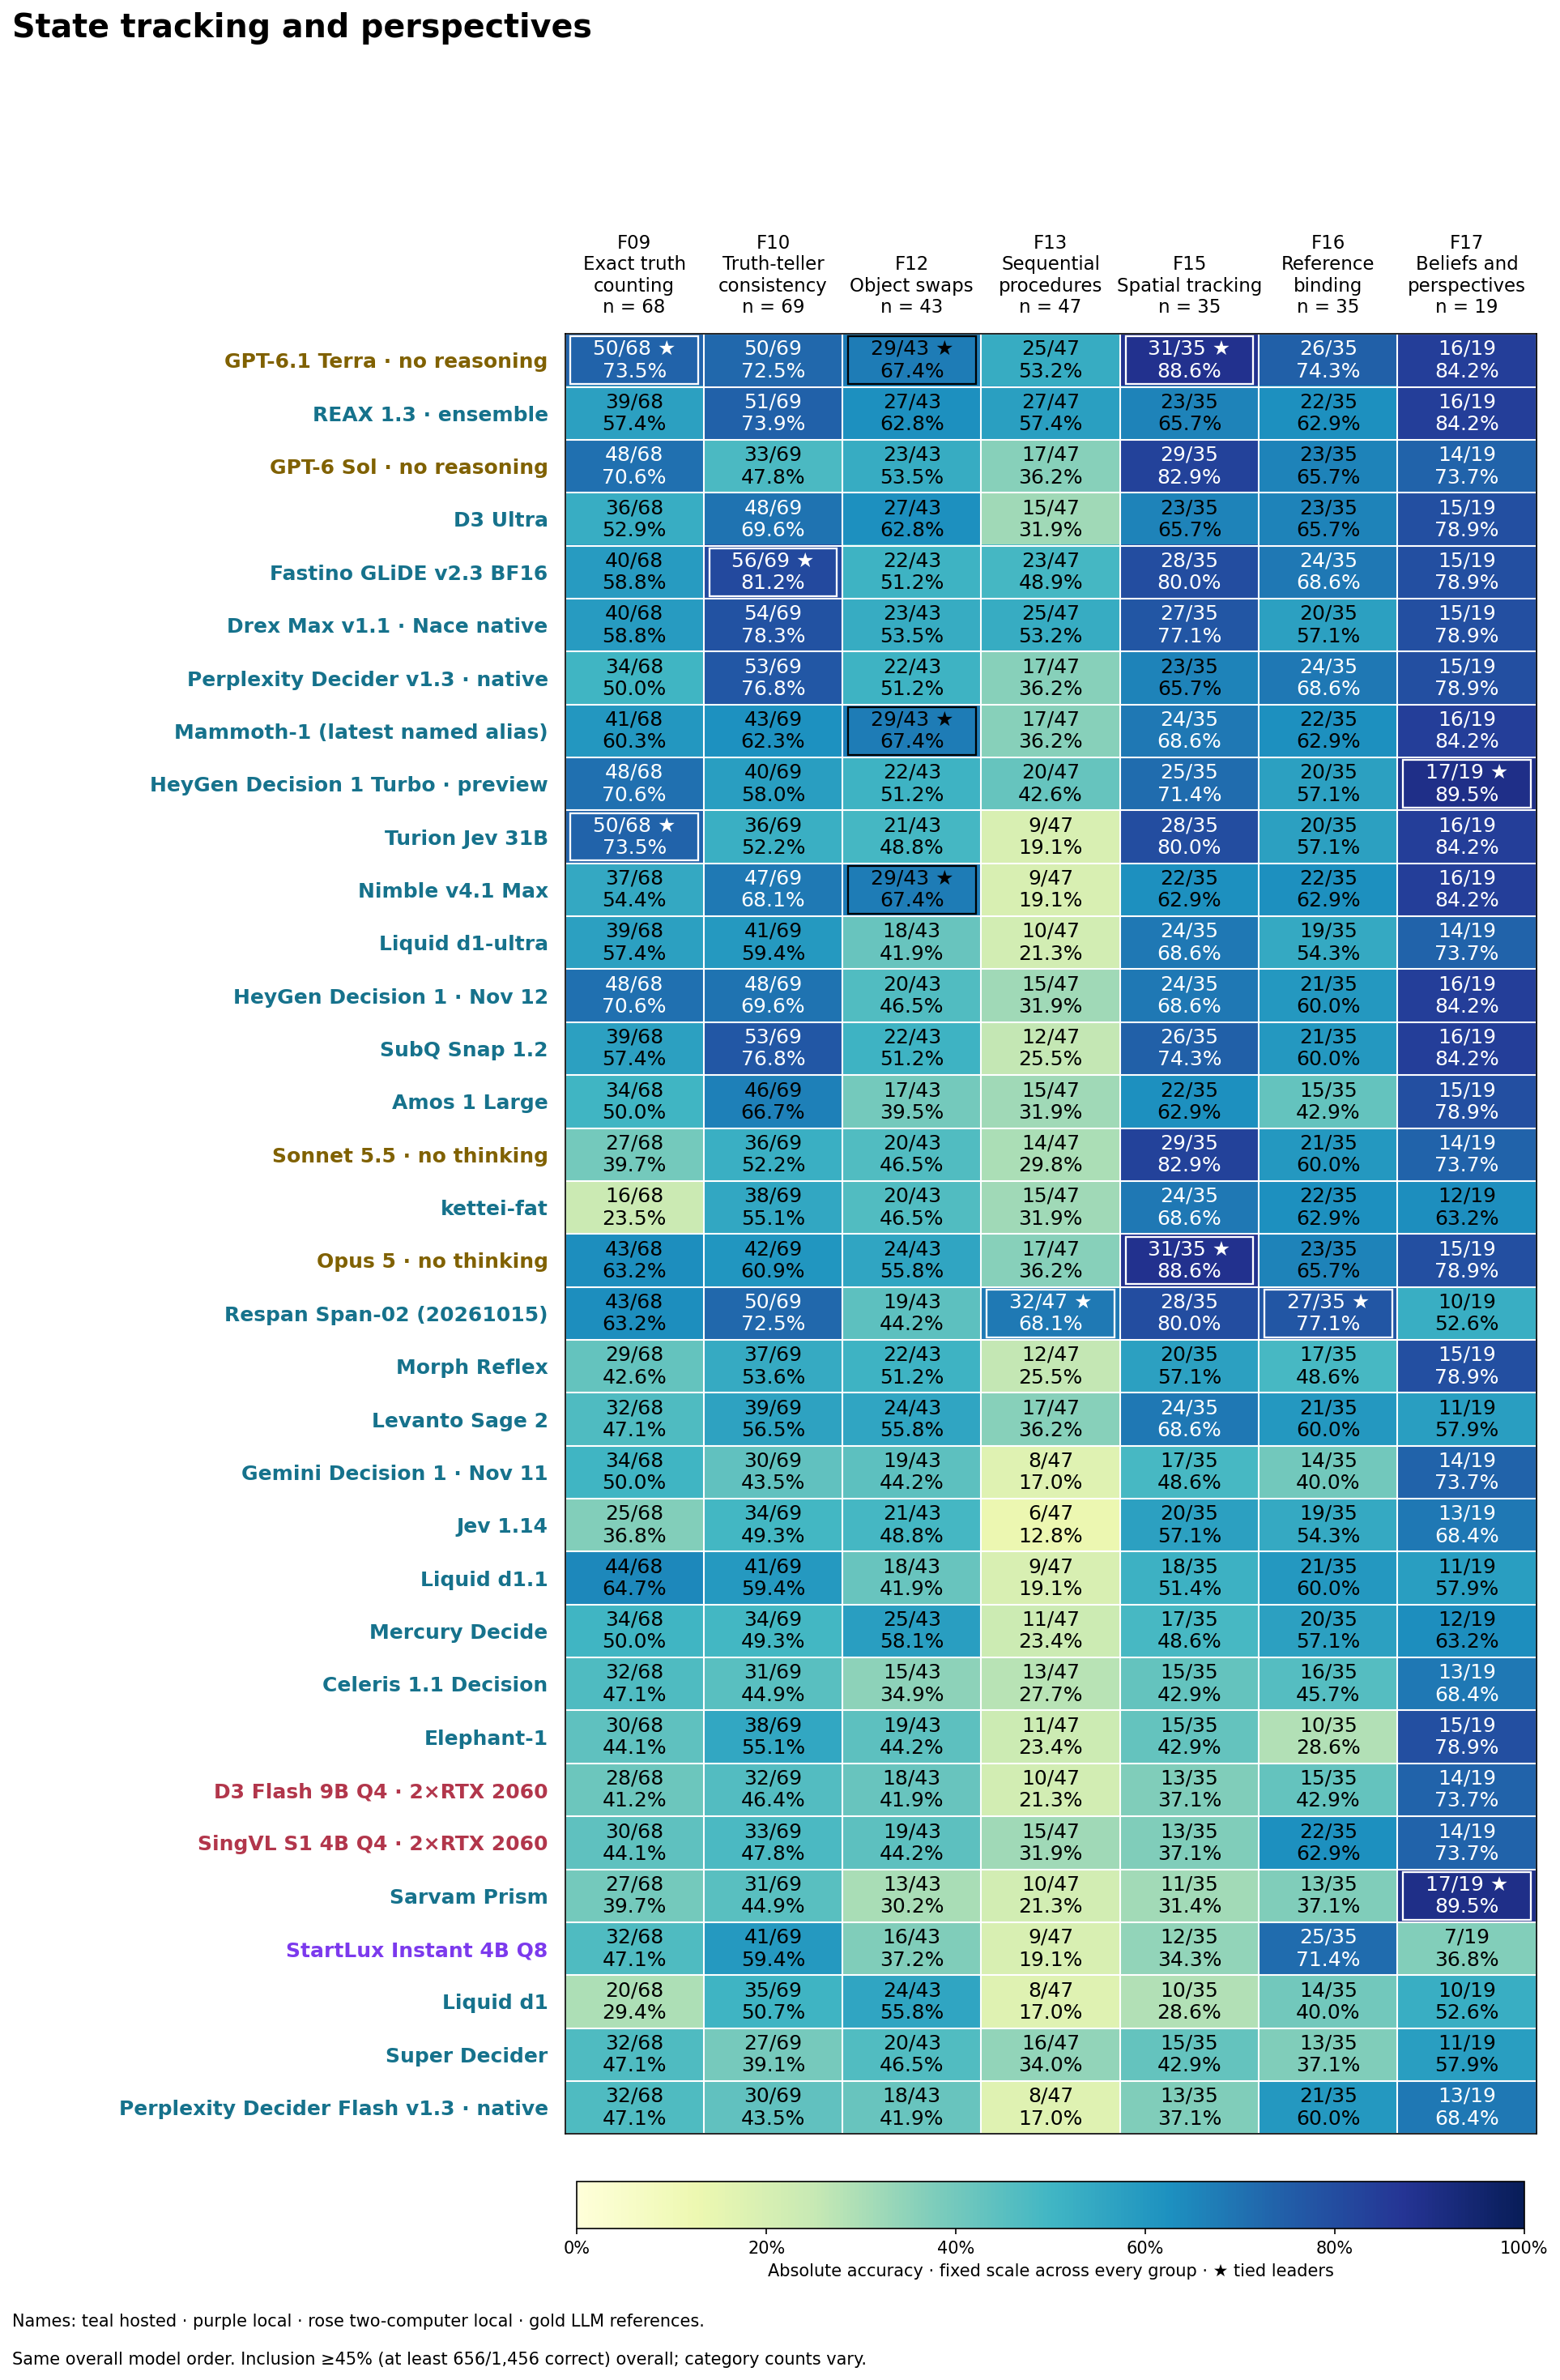 State tracking and perspectives
F09
Exact truth
counting
n = 68
F10
Truth-teller
consistency
n = 69
F12
Object swaps
n = 43
F13
Sequential
procedures
n = 47
F15
Spatial tracking
n = 35
F16
Reference
binding
n = 35
F17
Beliefs and
perspectives
n = 19
GPT-6.1 Terra · no reasoning
50/68 ★ 50/69 29/43 ★ 25/47 31/35 ★ 26/35 16/19
73.5% 72.5% 67.4% 53.2% 88.6% 74.3% 84.2%
REAX 1.3 · ensemble
39/68 51/69 27/43 27/47 23/35 22/35 16/19
57.4% 73.9% 62.8% 57.4% 65.7% 62.9% 84.2%
GPT-6 Sol · no reasoning
48/68 33/69 23/43 17/47 29/35 23/35 14/19
70.6% 47.8% 53.5% 36.2% 82.9% 65.7% 73.7%
D3 Ultra
36/68 48/69 27/43 15/47 23/35 23/35 15/19
52.9% 69.6% 62.8% 31.9% 65.7% 65.7% 78.9%
Fastino GLiDE v2.3 BF16
40/68 56/69 ★ 22/43 23/47 28/35 24/35 15/19
58.8% 81.2% 51.2% 48.9% 80.0% 68.6% 78.9%
Drex Max v1.1 · Nace native
40/68 54/69 23/43 25/47 27/35 20/35 15/19
58.8% 78.3% 53.5% 53.2% 77.1% 57.1% 78.9%
Perplexity Decider v1.3 · native
34/68 53/69 22/43 17/47 23/35 24/35 15/19
50.0% 76.8% 51.2% 36.2% 65.7% 68.6% 78.9%
Mammoth-1 (latest named alias)
41/68 43/69 29/43 ★ 17/47 24/35 22/35 16/19
60.3% 62.3% 67.4% 36.2% 68.6% 62.9% 84.2%
HeyGen Decision 1 Turbo · preview
48/68 40/69 22/43 20/47 25/35 20/35 17/19 ★
70.6% 58.0% 51.2% 42.6% 71.4% 57.1% 89.5%
Turion Jev 31B
50/68 ★ 36/69 21/43 9/47 28/35 20/35 16/19
73.5% 52.2% 48.8% 19.1% 80.0% 57.1% 84.2%
Nimble v4.1 Max
37/68 47/69 29/43 ★ 9/47 22/35 22/35 16/19
54.4% 68.1% 67.4% 19.1% 62.9% 62.9% 84.2%
Liquid d1-ultra
39/68 41/69 18/43 10/47 24/35 19/35 14/19
57.4% 59.4% 41.9% 21.3% 68.6% 54.3% 73.7%
HeyGen Decision 1 · Nov 12
48/68 48/69 20/43 15/47 24/35 21/35 16/19
70.6% 69.6% 46.5% 31.9% 68.6% 60.0% 84.2%
SubQ Snap 1.2
39/68 53/69 22/43 12/47 26/35 21/35 16/19
57.4% 76.8% 51.2% 25.5% 74.3% 60.0% 84.2%
Amos 1 Large
34/68 46/69 17/43 15/47 22/35 15/35 15/19
50.0% 66.7% 39.5% 31.9% 62.9% 42.9% 78.9%
Sonnet 5.5 · no thinking
27/68 36/69 20/43 14/47 29/35 21/35 14/19
39.7% 52.2% 46.5% 29.8% 82.9% 60.0% 73.7%
kettei-fat
16/68 38/69 20/43 15/47 24/35 22/35 12/19
23.5% 55.1% 46.5% 31.9% 68.6% 62.9% 63.2%
Opus 5 · no thinking
43/68 42/69 24/43 17/47 31/35 ★ 23/35 15/19
63.2% 60.9% 55.8% 36.2% 88.6% 65.7% 78.9%
Respan Span-02 (20261015)
43/68 50/69 19/43 32/47 ★ 28/35 27/35 ★ 10/19
63.2% 72.5% 44.2% 68.1% 80.0% 77.1% 52.6%
Morph Reflex
29/68 37/69 22/43 12/47 20/35 17/35 15/19
42.6% 53.6% 51.2% 25.5% 57.1% 48.6% 78.9%
Levanto Sage 2
32/68 39/69 24/43 17/47 24/35 21/35 11/19
47.1% 56.5% 55.8% 36.2% 68.6% 60.0% 57.9%
Gemini Decision 1 · Nov 11
34/68 30/69 19/43 8/47 17/35 14/35 14/19
50.0% 43.5% 44.2% 17.0% 48.6% 40.0% 73.7%
Jev 1.14
25/68 34/69 21/43 6/47 20/35 19/35 13/19
36.8% 49.3% 48.8% 12.8% 57.1% 54.3% 68.4%
Liquid d1.1
44/68 41/69 18/43 9/47 18/35 21/35 11/19
64.7% 59.4% 41.9% 19.1% 51.4% 60.0% 57.9%
Mercury Decide
34/68 34/69 25/43 11/47 17/35 20/35 12/19
50.0% 49.3% 58.1% 23.4% 48.6% 57.1% 63.2%
Celeris 1.1 Decision
32/68 31/69 15/43 13/47 15/35 16/35 13/19
47.1% 44.9% 34.9% 27.7% 42.9% 45.7% 68.4%
Elephant-1
30/68 38/69 19/43 11/47 15/35 10/35 15/19
44.1% 55.1% 44.2% 23.4% 42.9% 28.6% 78.9%
D3 Flash 9B Q4 · 2×RTX 2060
28/68 32/69 18/43 10/47 13/35 15/35 14/19
41.2% 46.4% 41.9% 21.3% 37.1% 42.9% 73.7%
SingVL S1 4B Q4 · 2×RTX 2060
30/68 33/69 19/43 15/47 13/35 22/35 14/19
44.1% 47.8% 44.2% 31.9% 37.1% 62.9% 73.7%
Sarvam Prism
27/68 31/69 13/43 10/47 11/35 13/35 17/19 ★
39.7% 44.9% 30.2% 21.3% 31.4% 37.1% 89.5%
StartLux Instant 4B Q8
32/68 41/69 16/43 9/47 12/35 25/35 7/19
47.1% 59.4% 37.2% 19.1% 34.3% 71.4% 36.8%
Liquid d1
20/68 35/69 24/43 8/47 10/35 14/35 10/19
29.4% 50.7% 55.8% 17.0% 28.6% 40.0% 52.6%
Super Decider
32/68 27/69 20/43 16/47 15/35 13/35 11/19
47.1% 39.1% 46.5% 34.0% 42.9% 37.1% 57.9%
Perplexity Decider Flash v1.3 · native
32/68 30/69 18/43 8/47 13/35 21/35 13/19
47.1% 43.5% 41.9% 17.0% 37.1% 60.0% 68.4%
0% 20% 40% 60% 80% 100%
Absolute accuracy · fixed scale across every group · ★ tied leaders
Names: teal hosted · purple local · rose two-computer local · gold LLM references.
Same overall model order. Inclusion ≥45% (at least 656/1,456 correct) overall; category counts vary.